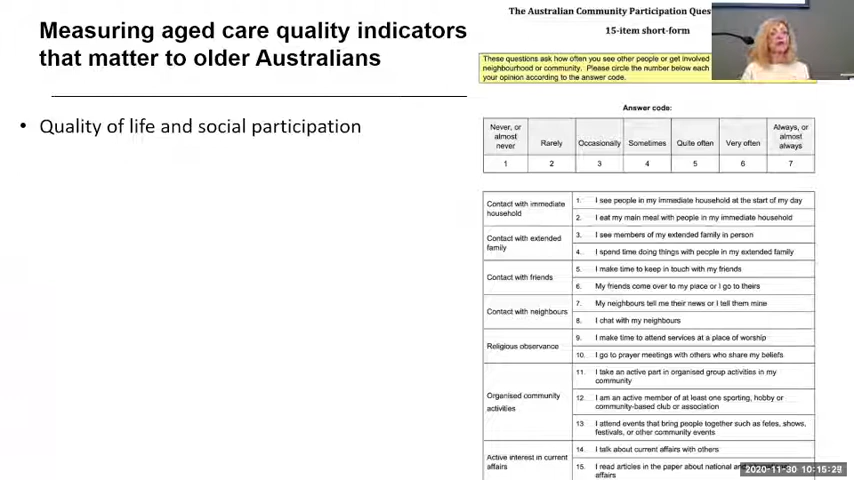 Measuring aged care quality indicators
that matter to older Australians
• Quality of life and social participation
The Australian Community Participation
15-item short-form
These questions ask how often you see other people or get involved
neighbourhood or community. Please circle the number below each
your opinion according to the answer code.
Answer code:
Never, or almost never
Rarely
Occasionally
Sometimes
Quite often
Very often
Always, or almost always
1 2 3 4 5 6 7
Contact with immediate household
1. I see people in my immediate household at the start of my day
2. I eat my main meal with people in my immediate household
Contact with extended family
3. I see members of my extended family in person
4. I spend time doing things with people in my extended family
Contact with friends
5. I make time to keep in touch with my friends
6. My friends come over to my place or I go to theirs
Contact with neighbours
7. My neighbours tell me their news or I tell them mine
8. I chat with my neighbours
Religious observance
9. I make time to attend services at a place of worship
10. I go to prayer meetings with others who share my beliefs
Organised community activities
11. I take an active part in organised group activities in my
community
12. I am an active member of at least one sporting, hobby or
community-based club or association
13 I attend events that bring people together such as fetes, shows,
festivals, or other community events
Active interest in current affairs
14. I talk about current affairs with others
15. I read articles in the paper about national
affairs
2020-11-30 10:15:29